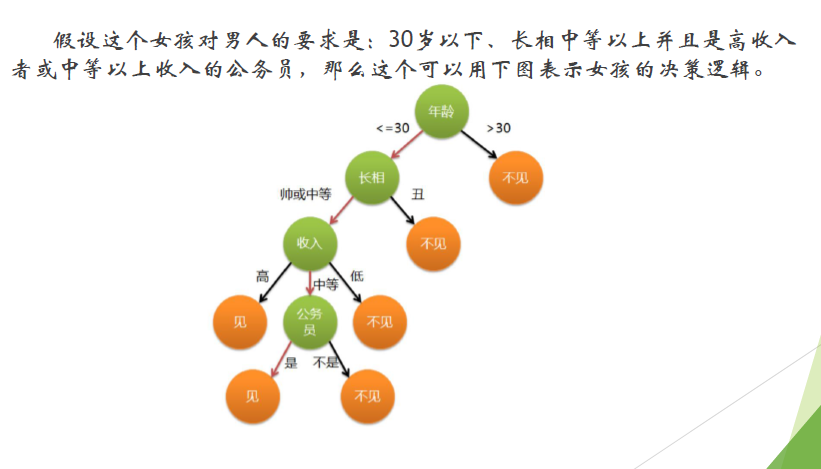 假设这个女孩对男人的要求是：30岁以下、长相中等以上并且是高收入
者或中等以上收入的公务员，那么这个可以用下图表示女孩的决策逻辑。
年龄
<=30
>30
长相
不见
帅或中等
丑
收入
不见
高
中等
低
见
公务
员
不见
是
不是
见
不见